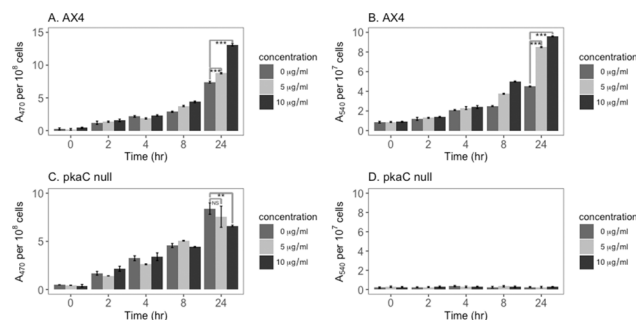 A. AX4
A470 per 10^8 cells
15
10
5
0
***
***
0 2 4 8 24
Time (hr)
concentration
0 μg/ml
5 μg/ml
10 μg/ml
B. AX4
A540 per 10^7 cells
10
8
6
4
2
0
***
***
0 2 4 8 24
Time (hr)
concentration
0 μg/ml
5 μg/ml
10 μg/ml
C. pkaC null
A470 per 10^8 cells
10
5
0
**
NS
0 2 4 8 24
Time (hr)
concentration
0 μg/ml
5 μg/ml
10 μg/ml
D. pkaC null
A540 per 10^7 cells
10
8
6
4
2
0
0 2 4 8 24
Time (hr)
concentration
0 μg/ml
5 μg/ml
10 μg/ml